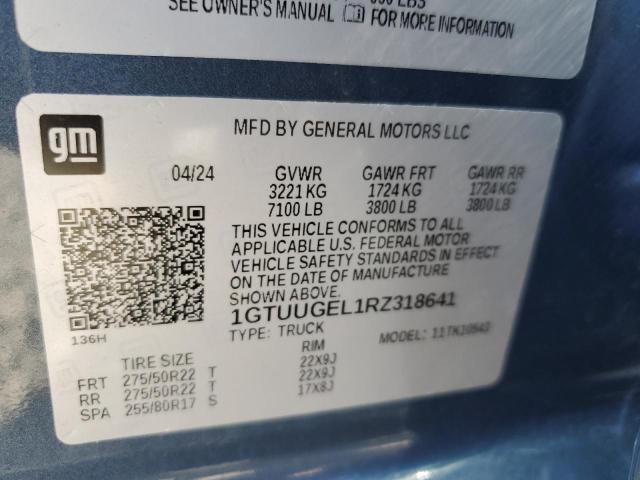 SEE OWNER'S MANUAL FOR MORE INFORMATION
gm
MFD BY GENERAL MOTORS LLC
04/24 GVWR GAWR FRT GAWR RR
3221 KG 1724 KG 1724 KG
7100 LB 3800 LB 3800 LB
THIS VEHICLE CONFORMS TO ALL
APPLICABLE U.S. FEDERAL MOTOR
VEHICLE SAFETY STANDARDS IN EFFECT
ON THE DATE OF MANUFACTURE
SHOWN ABOVE.
1GTUUGEL1RZ318641
136H
TYPE: TRUCK MODEL: 11TK10543
TIRE SIZE RIM
FRT 275/50R22 T 22X9J
RR 275/50R22 T 22X9J
SPA 255/80R17 S 17X8J